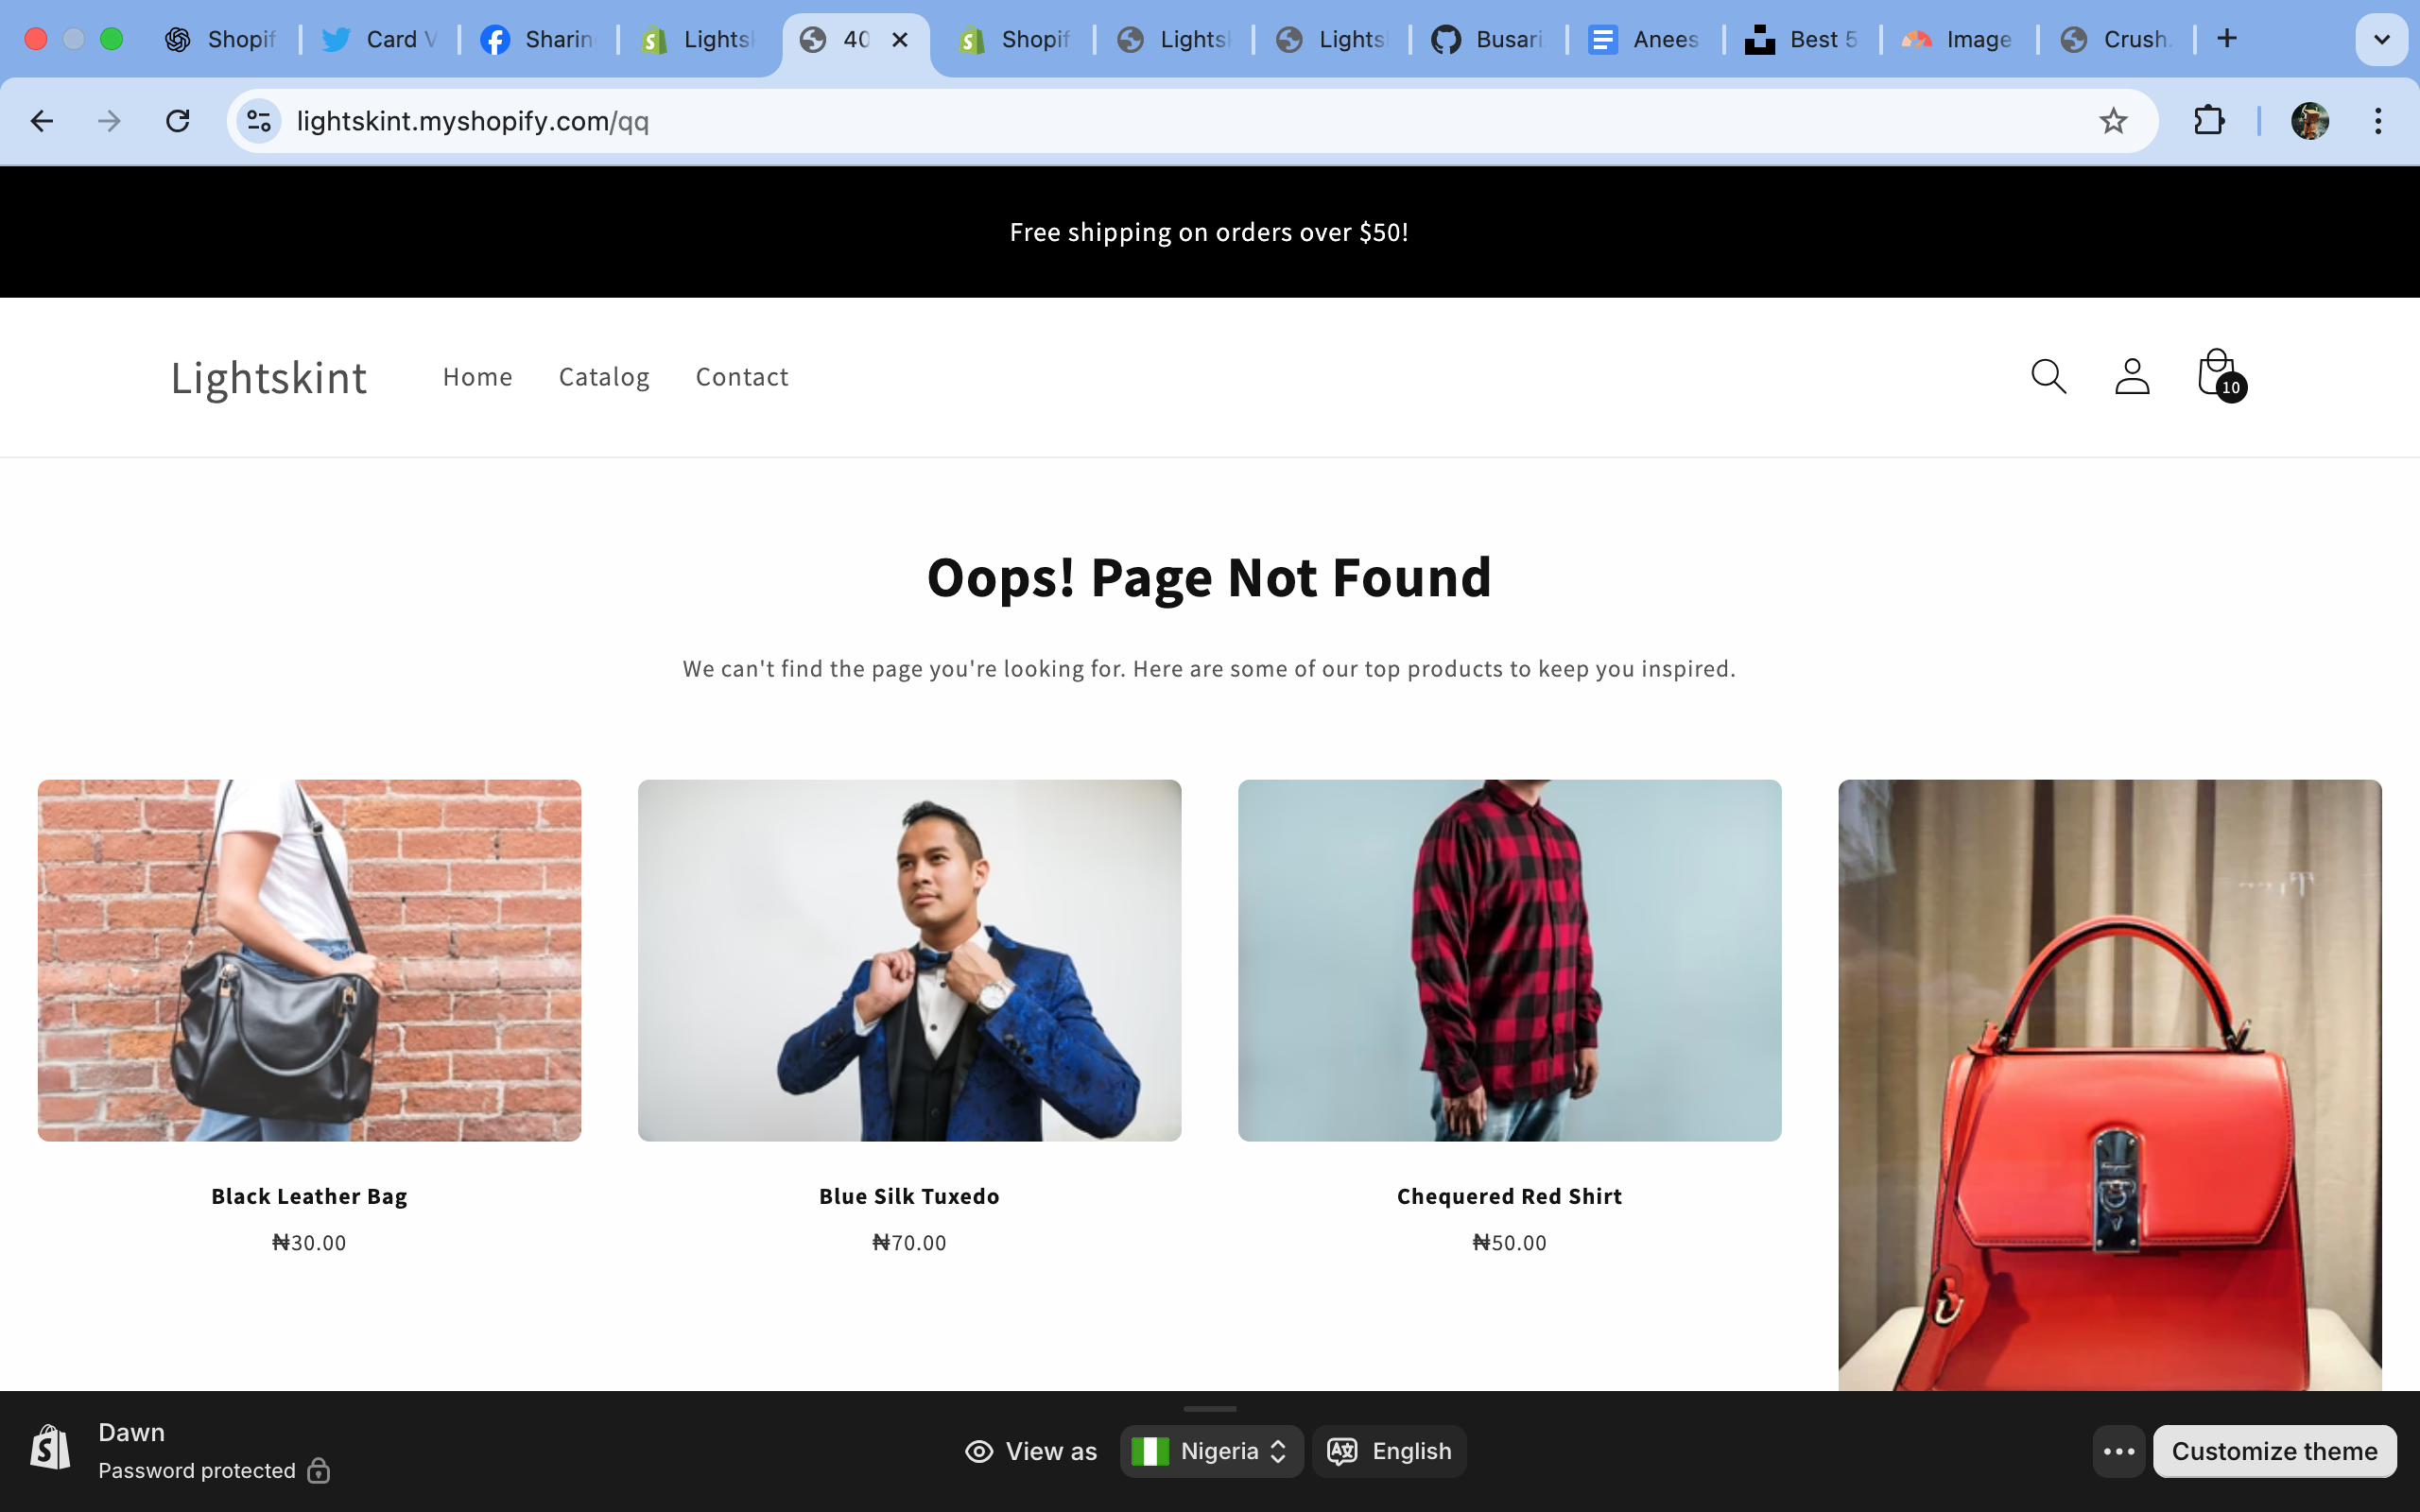 Shopif
Card V
Sharin
Lights
40
Shopif
Lights
Lights
Busari
Anees
Best 5
Image
Crush.
lightskint.myshopify.com/qq
Free shipping on orders over $50!
Lightskint
Home
Catalog
Contact
10
Oops! Page Not Found
We can't find the page you're looking for. Here are some of our top products to keep you inspired.
Black Leather Bag
₦30.00
Blue Silk Tuxedo
₦70.00
Chequered Red Shirt
₦50.00
Dawn
Password protected
View as
Nigeria
English
Customize theme